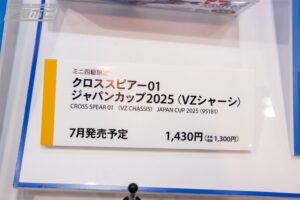 ミニ四駆限定
クロススピアー01
ジャパンカップ2025（VZシャーシ）
CROSS SPEAR 01 （VZ CHASSIS） JAPAN CUP 2025 (95181)
7月発売予定 1,430円（本体1,300円）